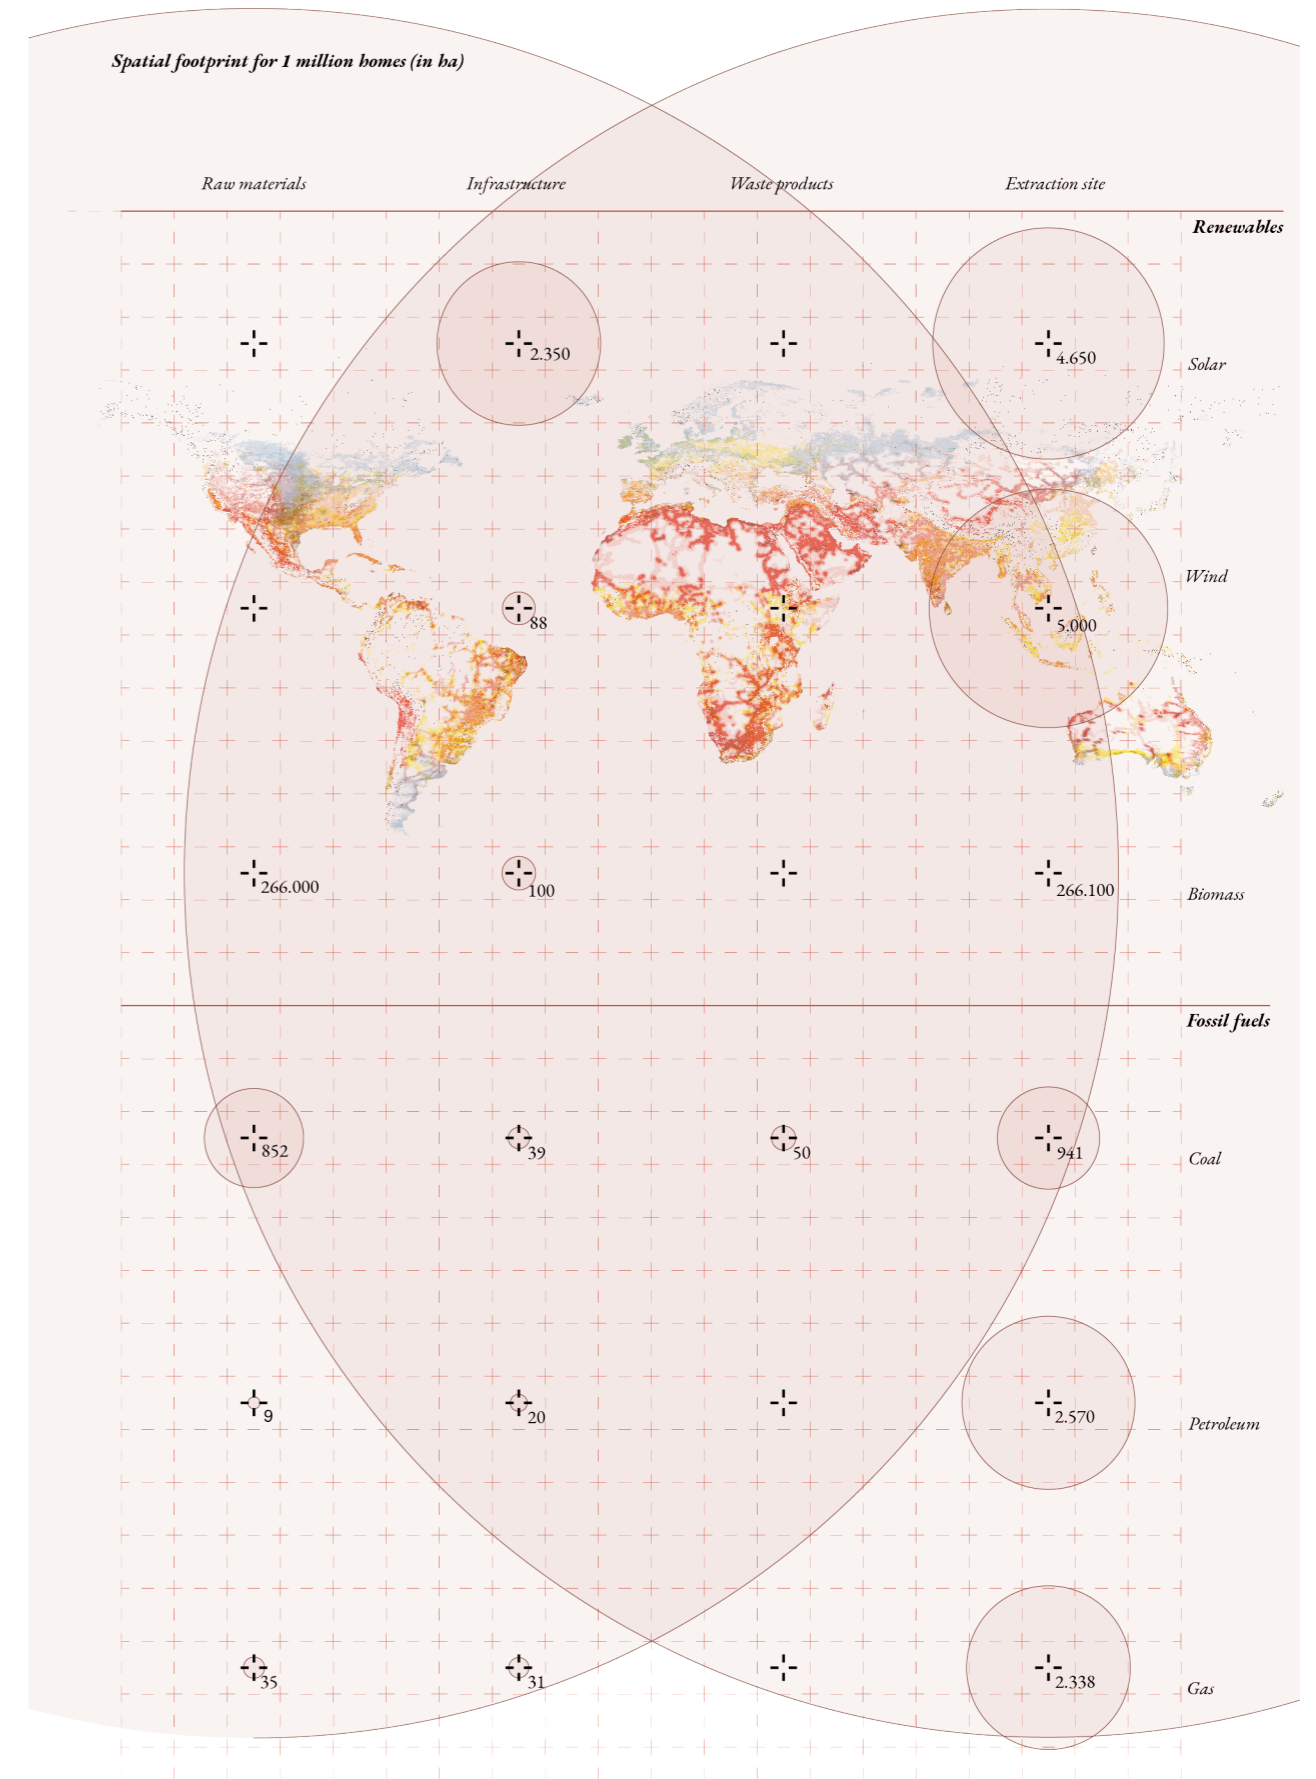 Spatial footprint for 1 million homes (in ha)
Raw materials Infrastructure Waste products Extraction site
Renewables
2.350 4.650 Solar
88 5.000 Wind
266.000 100 266.100 Biomass
Fossil fuels
852 39 50 941 Coal
9 20 2.570 Petroleum
35 31 2.338 Gas